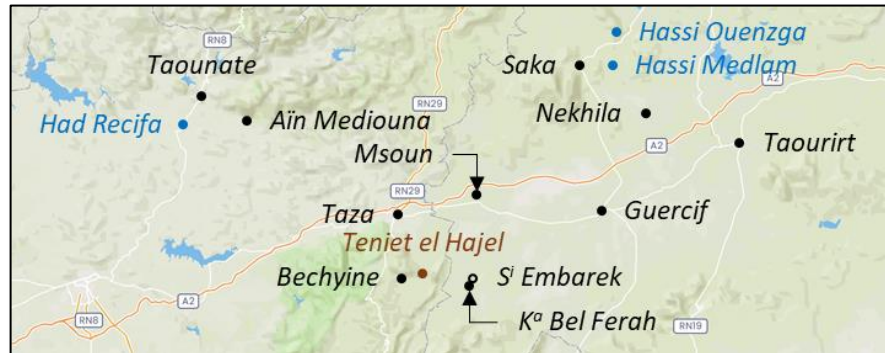 RN8
Hassi Ouenzga
Taounate
Saka
Hassi Medlam
A2
RN29
Had Recifa
Aïn Mediouna
Nekhila
Msoun
A2
Taourirt
RN29
Taza
Guercif
Teniet el Hajel
Bechyine
Sⁱ Embarek
A2
Kᵃ Bel Ferah
RN8
RN19